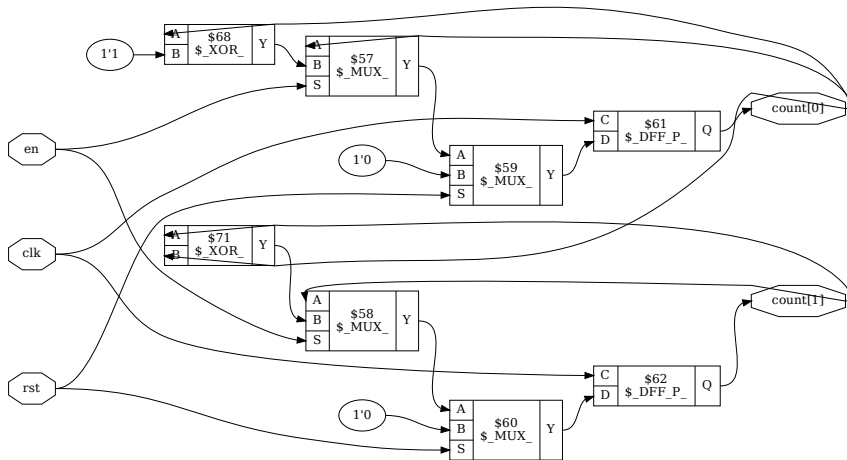 A
B
$68
$_XOR_
Y
1'1
A
B
S
$57
$_MUX_
Y
C
D
$61
$_DFF_P_
Q
count[0]
en
1'0
A
B
S
$59
$_MUX_
Y
clk
A
B
$71
$_XOR_
Y
A
B
S
$58
$_MUX_
Y
count[1]
rst
C
D
$62
$_DFF_P_
Q
1'0
A
B
S
$60
$_MUX_
Y